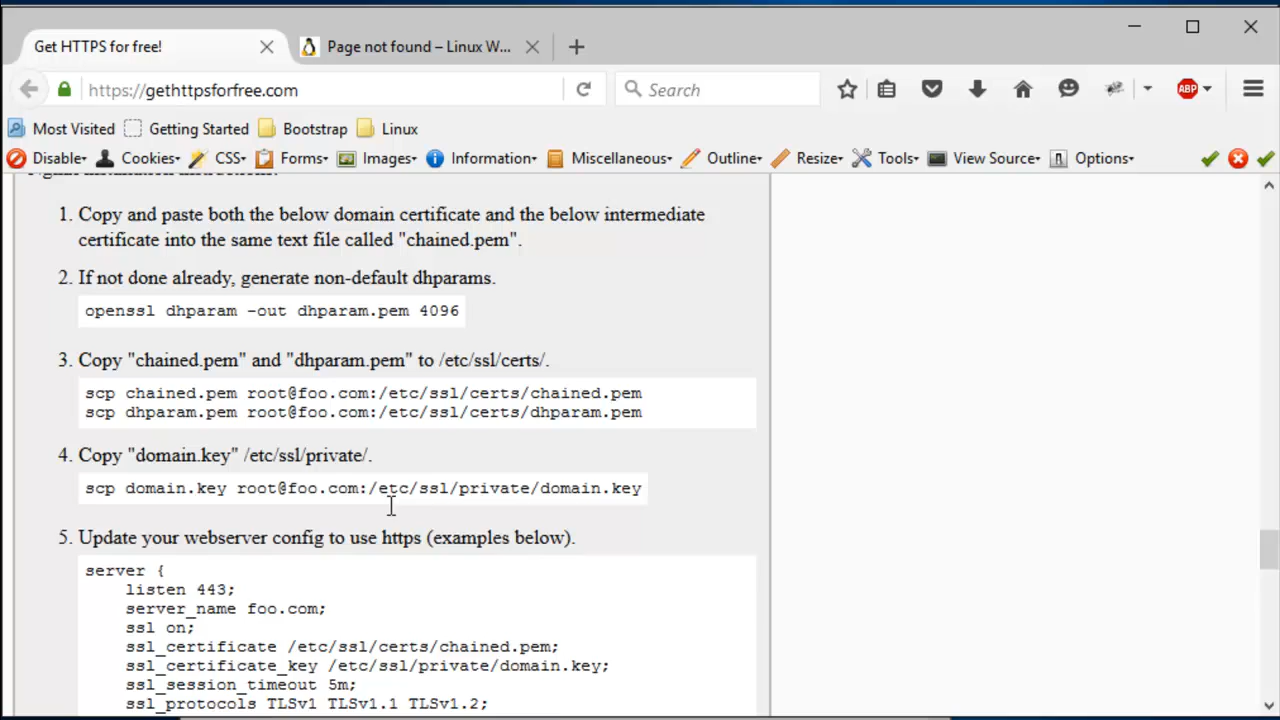 Get HTTPS for free!
Page not found – Linux W...
https://gethttpsforfree.com
Search
ABP
Most Visited
Getting Started
Bootstrap
Linux
Disable
Cookies
CSS
Forms
Images
Information
Miscellaneous
Outline
Resize
Tools
View Source
Options
1. Copy and paste both the below domain certificate and the below intermediate
certificate into the same text file called "chained.pem".
2. If not done already, generate non-default dhparams.
openssl dhparam -out dhparam.pem 4096
3. Copy "chained.pem" and "dhparam.pem" to /etc/ssl/certs/.
scp chained.pem root@foo.com:/etc/ssl/certs/chained.pem
scp dhparam.pem root@foo.com:/etc/ssl/certs/dhparam.pem
4. Copy "domain.key" /etc/ssl/private/.
scp domain.key root@foo.com:/etc/ssl/private/domain.key
5. Update your webserver config to use https (examples below).
server {
listen 443;
server_name foo.com;
ssl on;
ssl_certificate /etc/ssl/certs/chained.pem;
ssl_certificate_key /etc/ssl/private/domain.key;
ssl_session_timeout 5m;
ssl_protocols TLSv1 TLSv1.1 TLSv1.2;